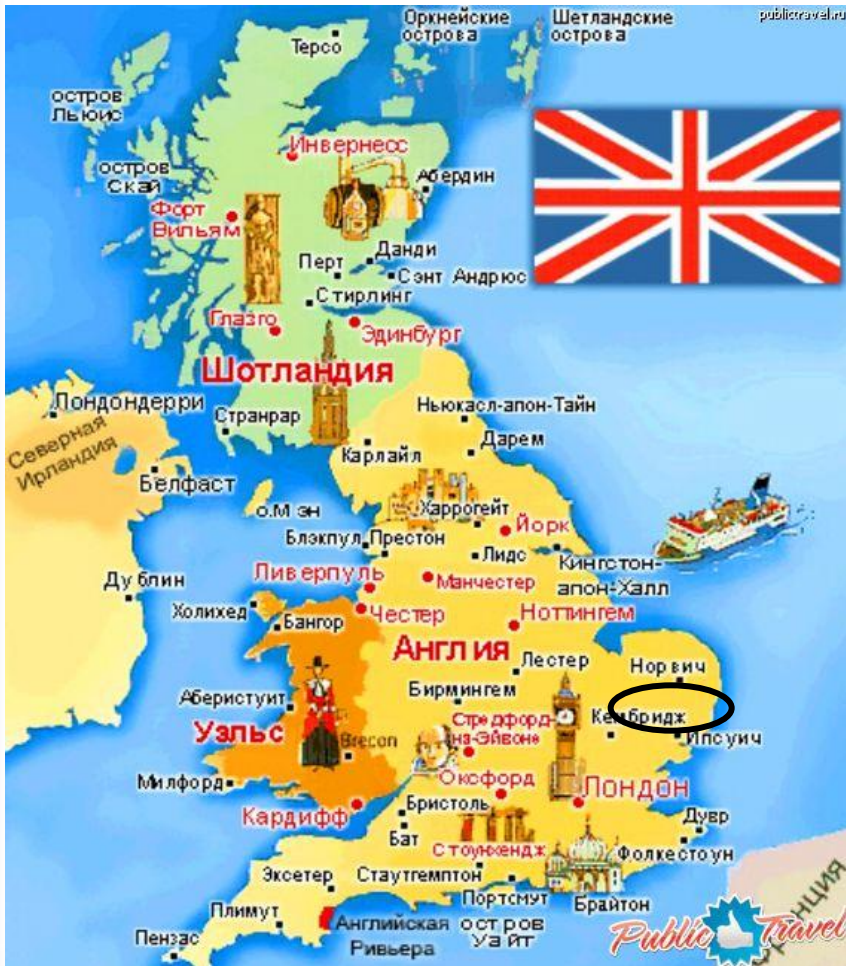 publictravel.ru
Оркнейские
острова
Шетландские
острова
Терсо
остров
Льюис
Инвернесс
остров
Скай
Абердин
Форт
Вильям
Данди
Перт
Сэнт Андрюс
Стирлинг
Глазго
Эдинбург
Шотландия
Лондондерри
Ньюкасл-апон-Тайн
Странрар
Дарем
Северная
Ирландия
Карлайл
Белфаст
о.Мэн
Харрогейт
Йорк
Блэкпул
Престон
Лидс
Кингстон-
апон-Халл
Ливерпуль
Манчестер
Дублин
Холихед
Честер
Ноттингем
Бангор
Англия
Лестер
Норвич
Аберистуит
Бирмингем
Кембридж
Стредфорд-
на-Эйвоне
Уэльс
Brecon
Ипсуич
Милфорд
Оксфорд
Лондон
Кардифф
Бристоль
Дувр
Бат
Стоунхендж
Фолкестоун
Эксетер
Стаутгемптон
Портсмут
Брайтон
Плимут
Английская
Ривьера
остров
Уайт
Пензас
Public Travel